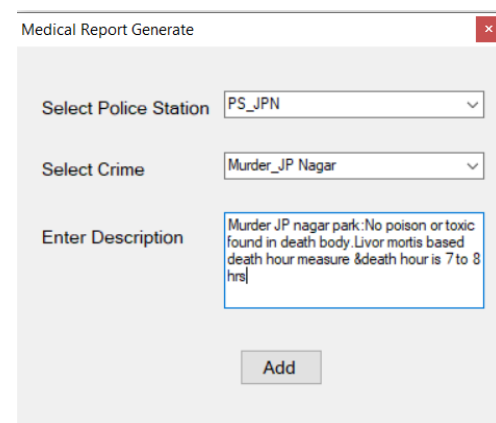 Medical Report Generate
Select Police Station PS_JPN
Select Crime Murder_JP Nagar
Enter Description
Murder JP nagar park:No poison or toxic
found in death body.Livor mortis based
death hour measure &death hour is 7 to 8
hrs
Add